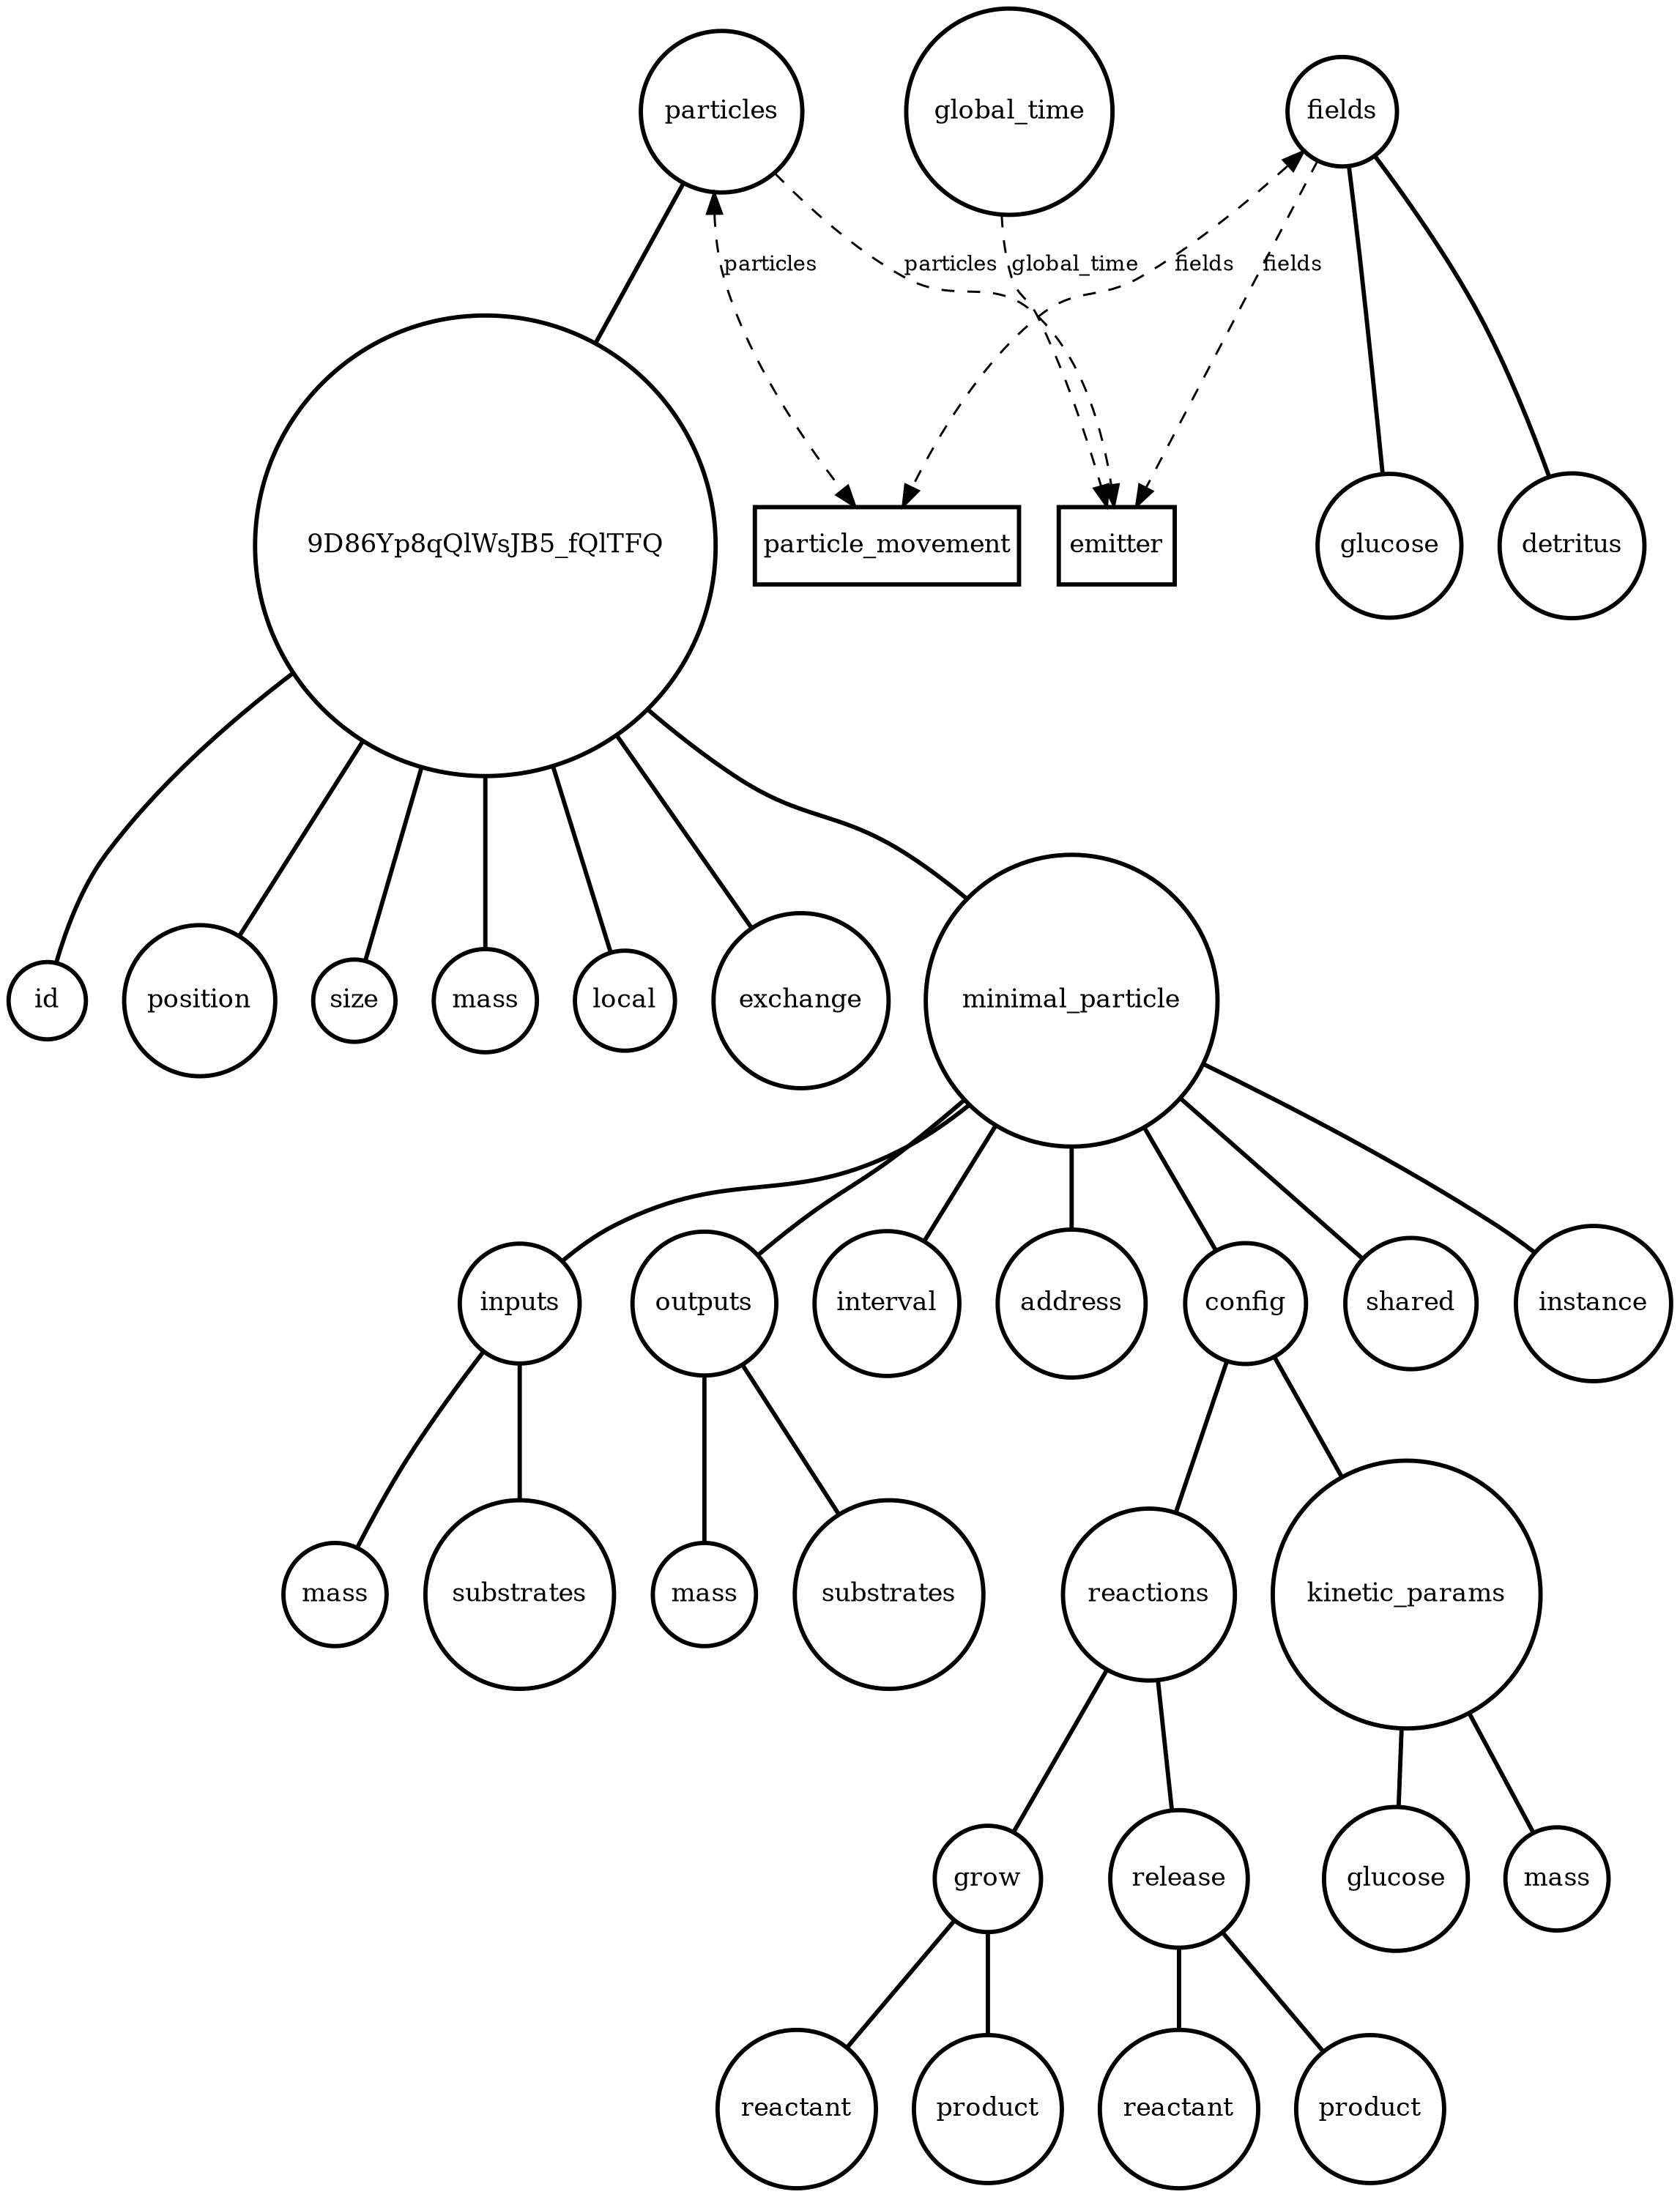 particles
global_time
fields
particles
particles
global_time
fields
fields
9D86Yp8qQlWsJB5_fQlTFQ
particle_movement
emitter
glucose
detritus
id
position
size
mass
local
exchange
minimal_particle
inputs
outputs
interval
address
config
shared
instance
mass
substrates
mass
substrates
reactions
kinetic_params
grow
release
glucose
mass
reactant
product
reactant
product